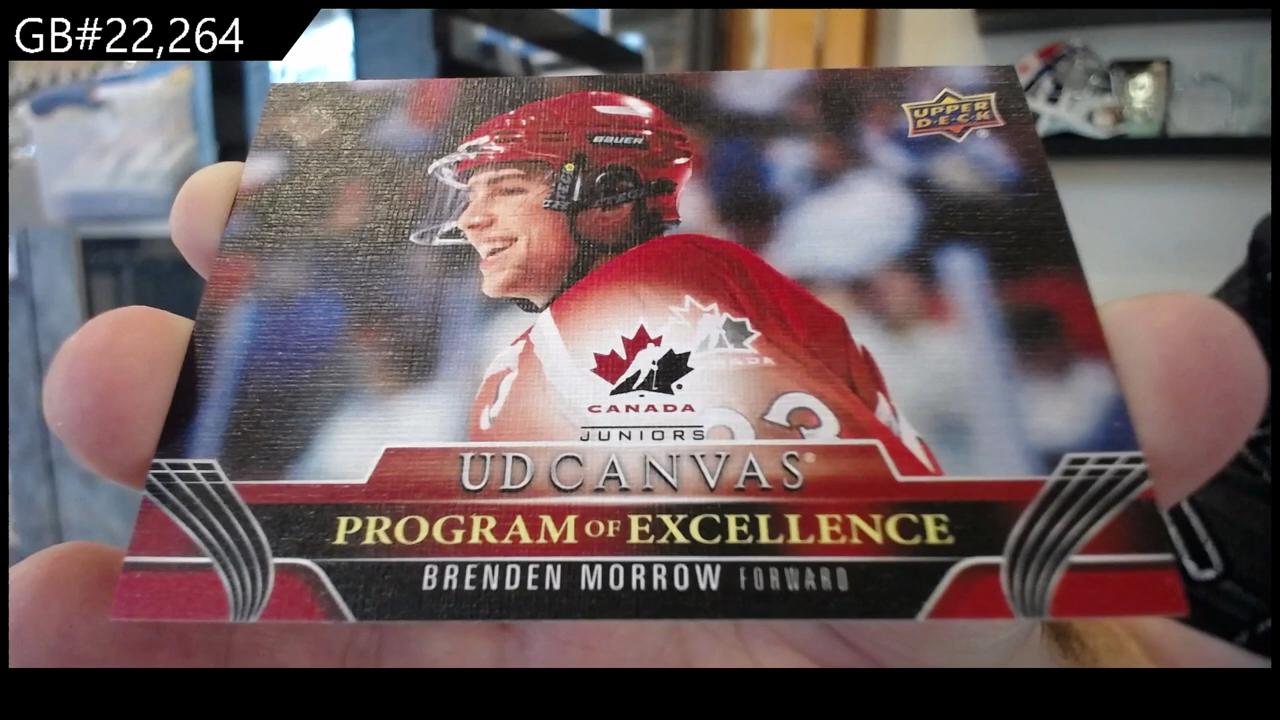 GB#22,264
UPPER
DECK
BAUER
CANADA
JUNIORS
UD CANVAS
PROGRAM OF EXCELLENCE
BRENDEN MORROW FORWARD